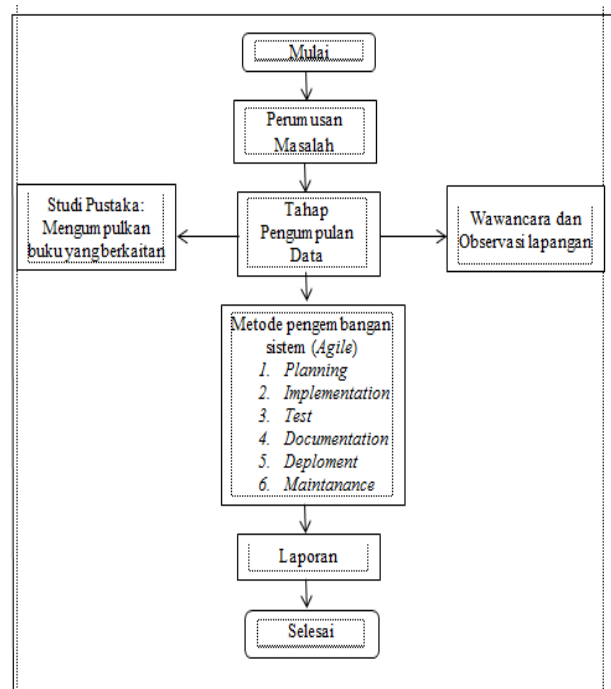 Mulai
Perumusan
Masalah
Studi Pustaka:
Mengumpulkan
buku yang berkaitan
Tahap
Pengumpulan
Data
Wawancara dan
Observasi lapangan
Metode pengembangan
sistem (Agile)
1. Planning
2. Implementation
3. Test
4. Documentation
5. Deploment
6. Maintanance
Laporan
Selesai